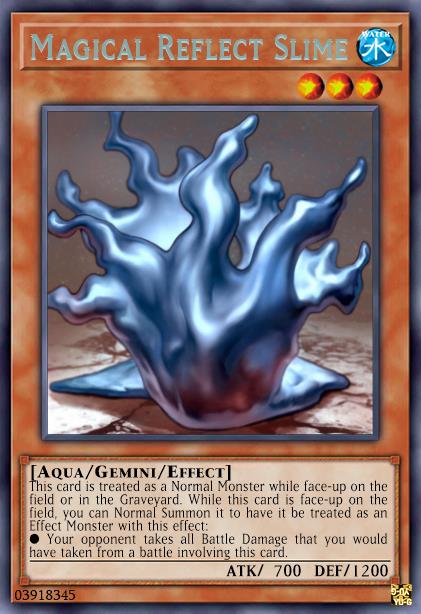 Magical Reflect Slime
WATER
水
[Aqua/Gemini/Effect]
This card is treated as a Normal Monster while face-up on the
field or in the Graveyard. While this card is face-up on the
field, you can Normal Summon it to have it be treated as an
Effect Monster with this effect:
● Your opponent takes all Battle Damage that you would
have taken from a battle involving this card.
ATK/ 700 DEF/1200
03918345